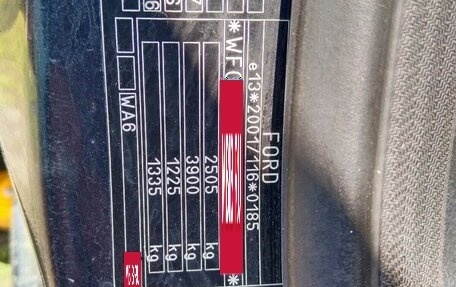 FORD
e13*2001/116*0185
*WF0 *
2505 kg
3900 kg
1225 kg
1335 kg
WA6